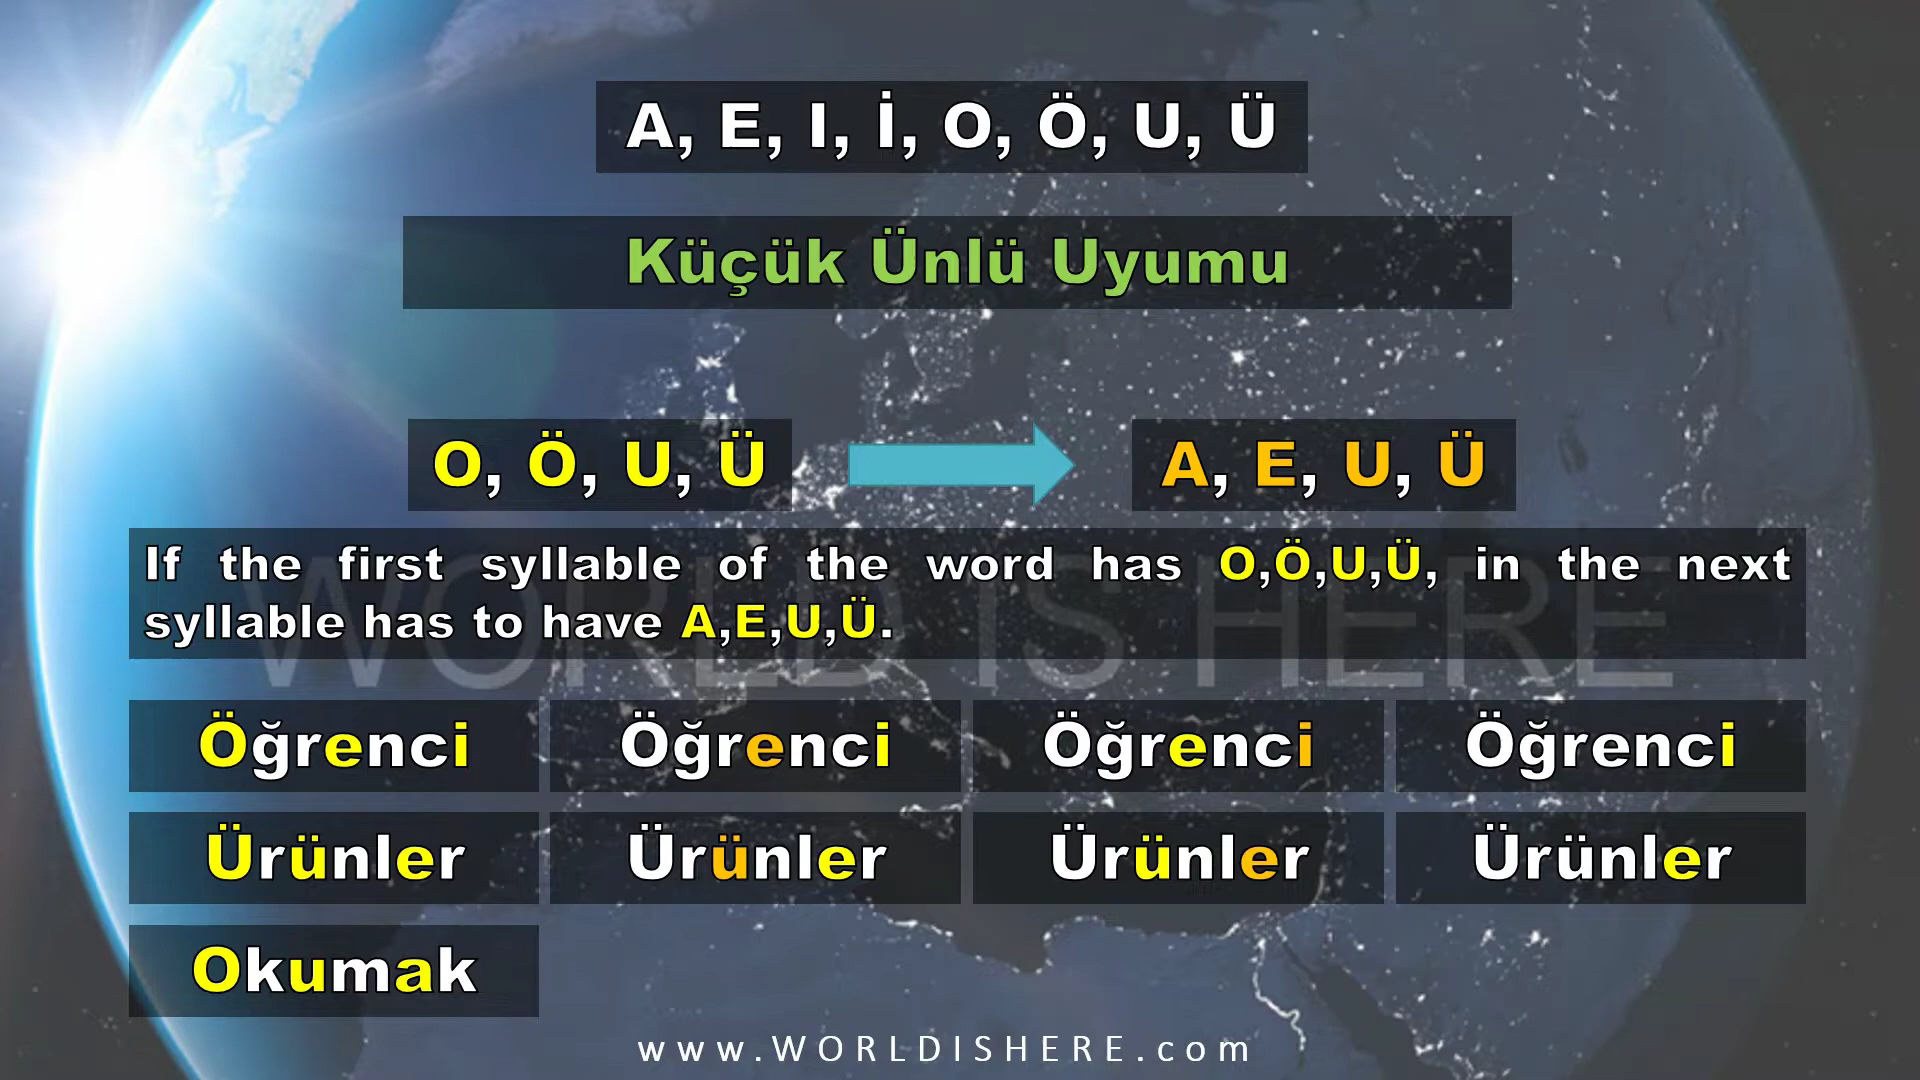 A, E, I, İ, O, Ö, U, Ü
Küçük Ünlü Uyumu
O, Ö, U, Ü
A, E, U, Ü
If the first syllable of the word has O,Ö,U,Ü, in the next
syllable has to have A,E,U,Ü.
WORLD IS HERE
Öğrenci Öğrenci Öğrenci Öğrenci
Ürünler Ürünler Ürünler Ürünler
Okumak
www.WORLDISHERE.com